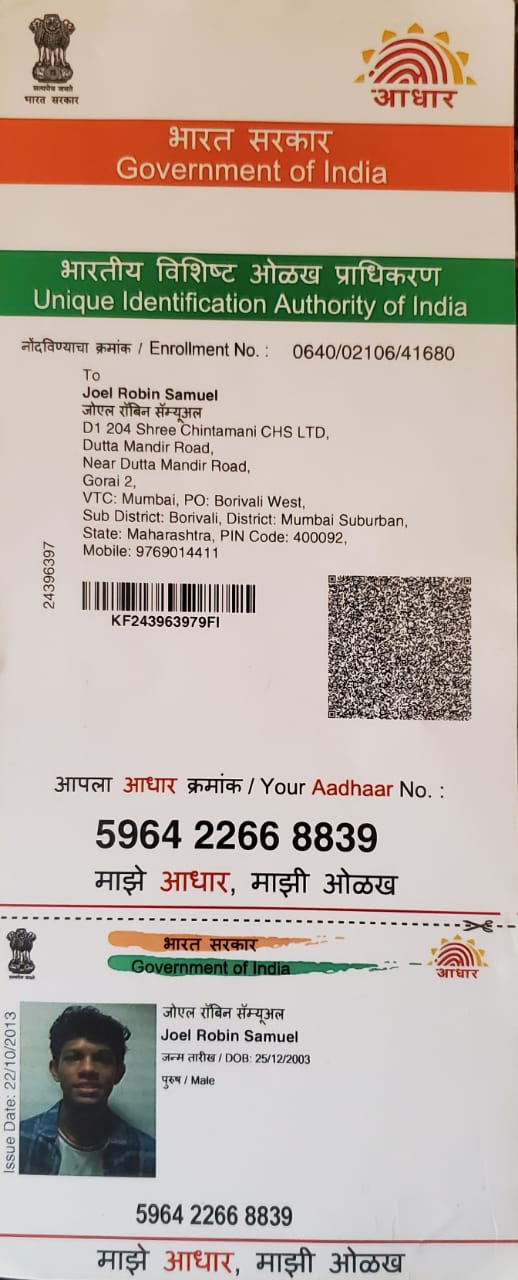 सत्यमेव जयते
भारत सरकार
आधार
भारत सरकार
Government of India
भारतीय विशिष्ट ओळख प्राधिकरण
Unique Identification Authority of India
नोंदविण्याचा क्रमांक / Enrollment No. : 0640/02106/41680
To
Joel Robin Samuel
जोएल रॉबिन सॅम्यूअल
D1 204 Shree Chintamani CHS LTD,
Dutta Mandir Road,
Near Dutta Mandir Road,
Gorai 2,
VTC: Mumbai, PO: Borivali West,
Sub District: Borivali, District: Mumbai Suburban,
State: Maharashtra, PIN Code: 400092,
Mobile: 9769014411
24396397
KF243963979FI
आपला आधार क्रमांक / Your Aadhaar No. :
5964 2266 8839
माझे आधार, माझी ओळख
भारत सरकार
Government of India
आधार
Issue Date: 22/10/2013
जोएल रॉबिन सॅम्यूअल
Joel Robin Samuel
जन्म तारीख / DOB: 25/12/2003
पुरुष / Male
5964 2266 8839
माझे आधार, माझी ओळख